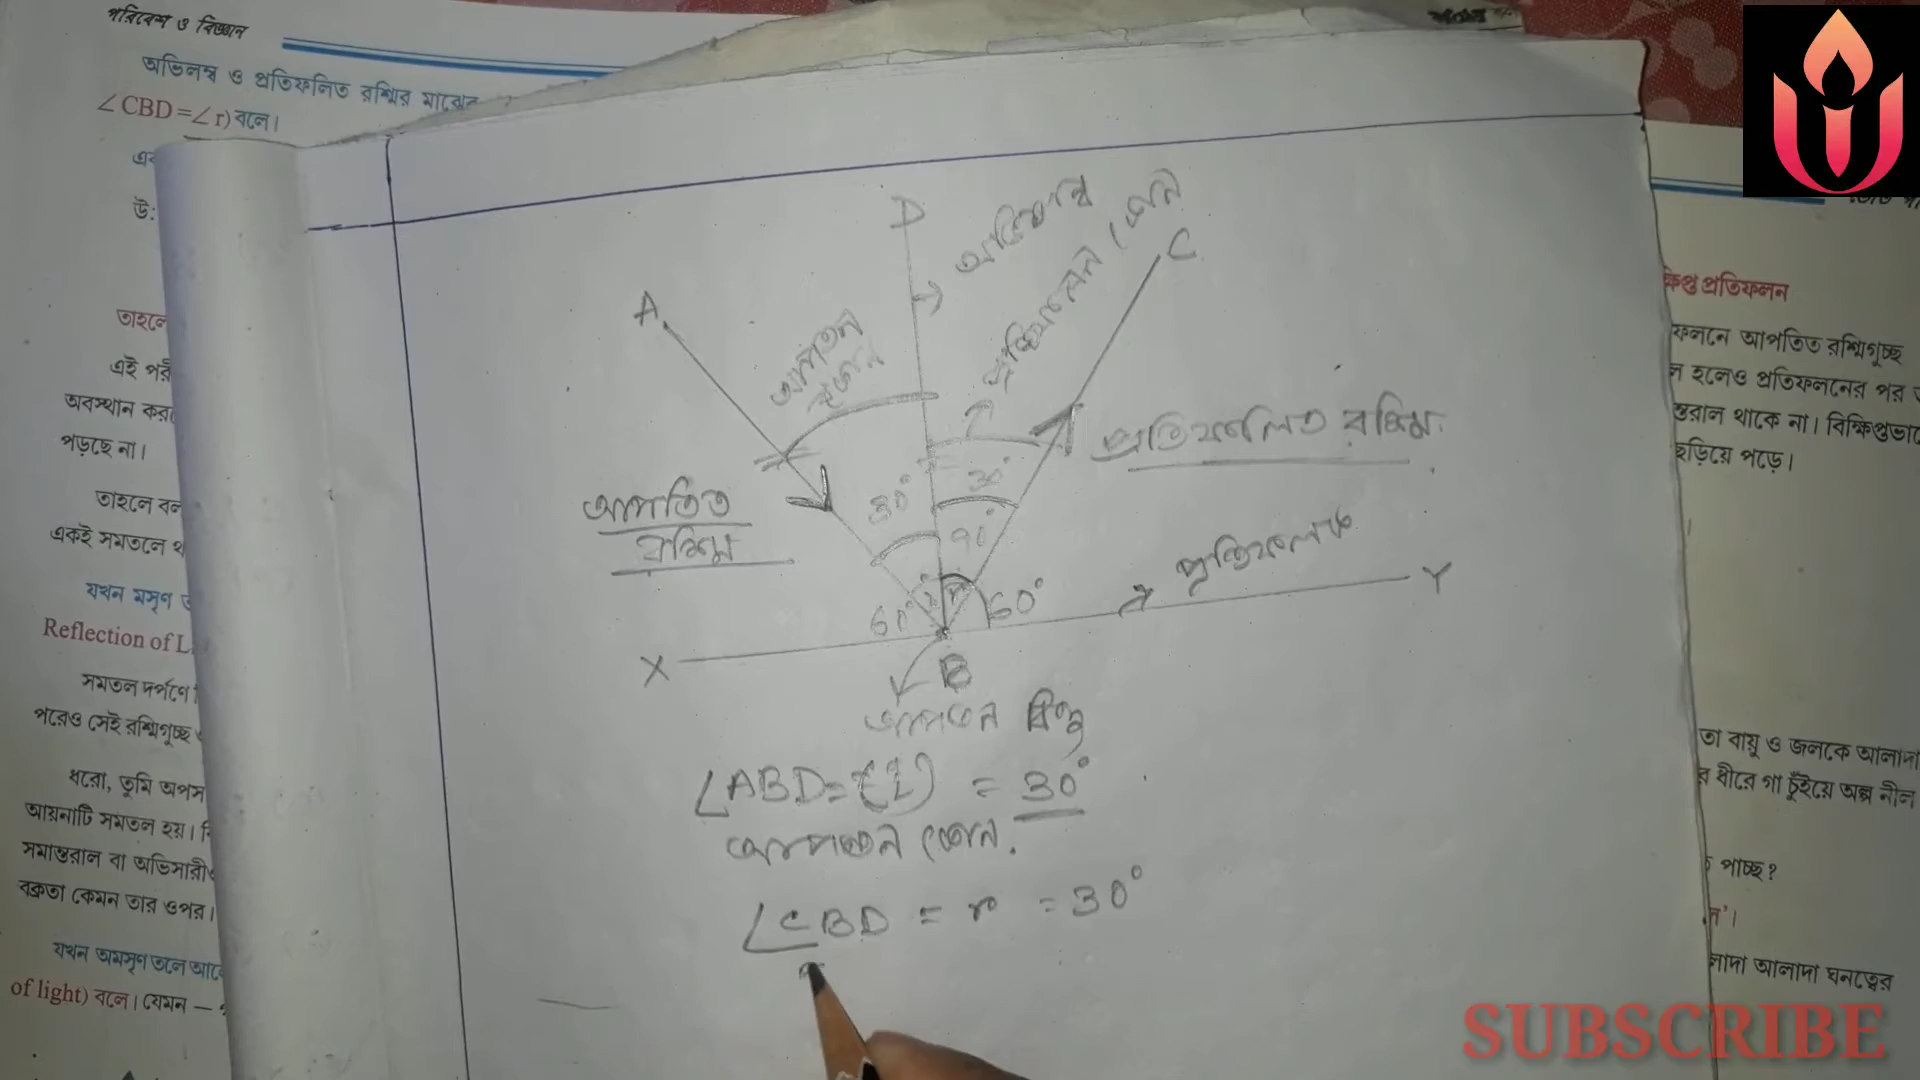 পরিবেশ ও বিজ্ঞান
অভিলম্ব ও প্রতিফলিত রশ্মির মাঝের
∠CBD =∠r) বলে।
উ:
তাহলে
এই পরী
অবস্থান কর
পড়ছে না।
তাহলে বল
একই সমতলে থ
যখন মসৃণ ত
Reflection of L
সমতল দর্পণে
পরেও সেই রশ্মিগুচ্ছ
ধরো, তুমি অপস
আয়নাটি সমতল হয়।
সমান্তরাল বা অভিসারী
বক্রতা কেমন তার ওপর।
যখন অমসৃণ তলে আলো
of light) বলে। যেমন —
D
অভিলম্ব
C
প্রতিফলন কোন
A
আপতন
কোন
প্রতিফলিত রশ্মি
আপতিত
রশ্মি
30°
30°
90°
60°
60°
প্রতিফলক
X
Y
B
আপতন বিন্দু
∠ABD = (i) = 30°
আপতন কোন.
∠CBD = r = 30°
ক্ষিপ্ত প্রতিফলন
ফলনে আপতিত রশ্মিগুচ্ছ
ল হলেও প্রতিফলনের পর
ন্তরাল থাকে না। বিক্ষিপ্তভাবে
ছড়িয়ে পড়ে।
তা বায়ু ও জলকে আলাদা
র ধীরে গা চুঁইয়ে অল্প নীল
পাচ্ছ?
ন'।
লাদা আলাদা ঘনত্বের
SUBSCRIBE